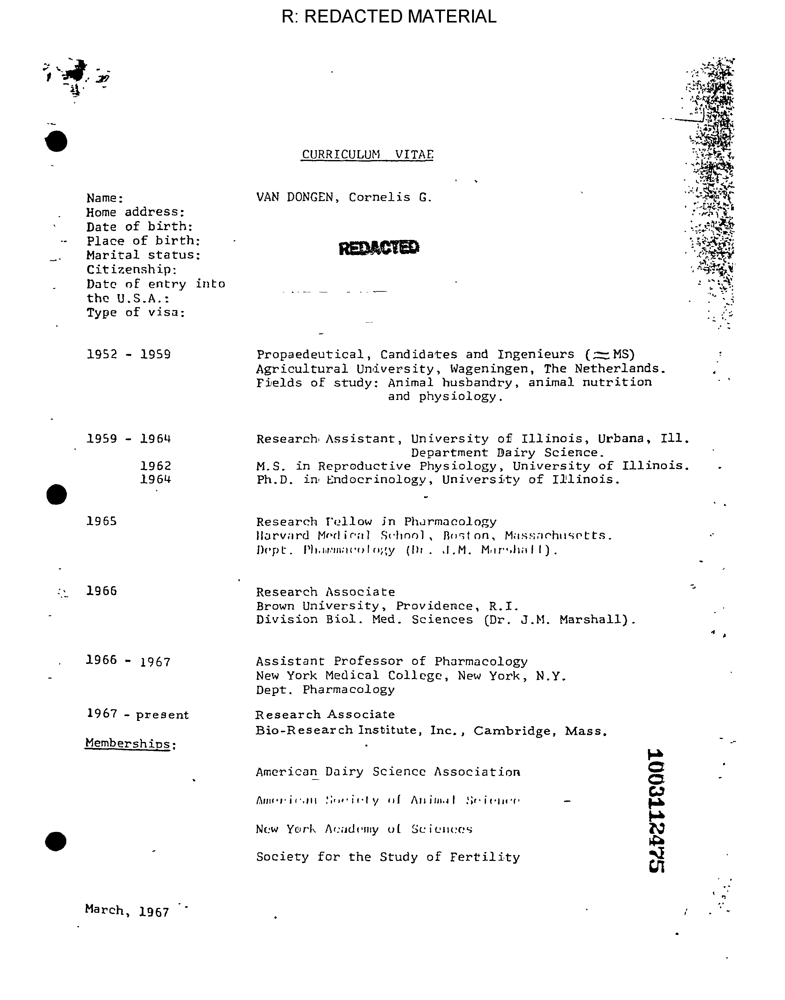 R: REDACTED MATERIAL
CURRICULUM VITAE
Name: VAN DONGEN, Cornelis G.
Home address:
Date of birth:
Place of birth:
REDACTED
Marital status:
Citizenship:
Date of entry into
the U.S.A.:
Type of visa:
1952 - 1959 Propaedeutical, Candidates and Ingenieurs (≃MS)
Agricultural University, Wageningen, The Netherlands.
Fields of study: Animal husbandry, animal nutrition
and physiology.
1959 - 1964 Research Assistant, University of Illinois, Urbana, Ill.
Department Dairy Science.
1962 M.S. in Reproductive Physiology, University of Illinois.
1964 Ph.D. in Endocrinology, University of Illinois.
1965 Research Fellow in Pharmacology
Harvard Medical School, Boston, Massachusetts.
Dept. Pharmacology (Dr. J.M. Marshall).
1966 Research Associate
Brown University, Providence, R.I.
Division Biol. Med. Sciences (Dr. J.M. Marshall).
1966 - 1967 Assistant Professor of Pharmacology
New York Medical College, New York, N.Y.
Dept. Pharmacology
1967 - present Research Associate
Bio-Research Institute, Inc., Cambridge, Mass.
Memberships:
American Dairy Science Association
American Society of Animal Science
New York Academy of Sciences
Society for the Study of Fertility
1003112475
March, 1967